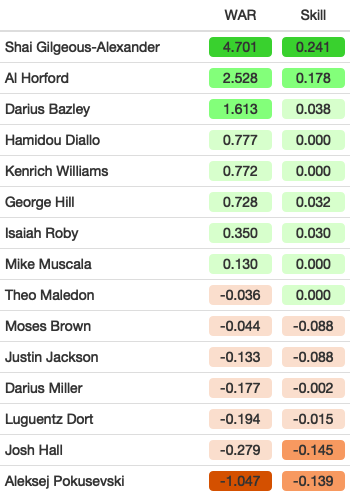 WAR Skill
Shai Gilgeous-Alexander 4.701 0.241
Al Horford 2.528 0.178
Darius Bazley 1.613 0.038
Hamidou Diallo 0.777 0.000
Kenrich Williams 0.772 0.000
George Hill 0.728 0.032
Isaiah Roby 0.350 0.030
Mike Muscala 0.130 0.000
Theo Maledon -0.036 0.000
Moses Brown -0.044 -0.088
Justin Jackson -0.133 -0.088
Darius Miller -0.177 -0.002
Luguentz Dort -0.194 -0.015
Josh Hall -0.279 -0.145
Aleksej Pokusevski -1.047 -0.139